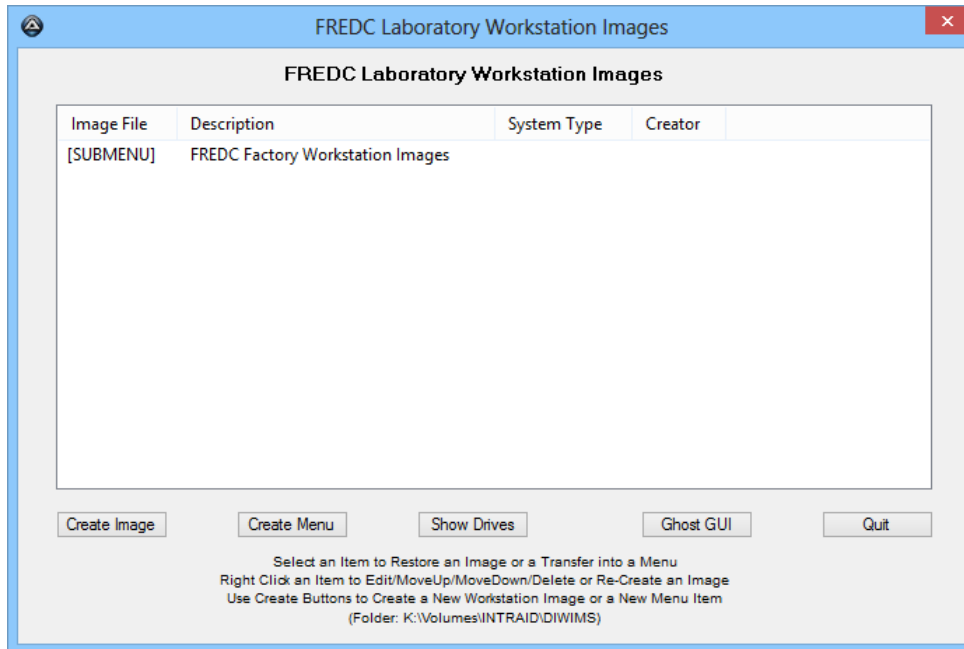 FREDC Laboratory Workstation Images
FREDC Laboratory Workstation Images
Image File Description System Type Creator
[SUBMENU] FREDC Factory Workstation Images
Create Image Create Menu Show Drives Ghost GUI Quit
Select an Item to Restore an Image or a Transfer into a Menu
Right Click an Item to Edit/MoveUp/MoveDown/Delete or Re-Create an Image
Use Create Buttons to Create a New Workstation Image or a New Menu Item
(Folder: K:\Volumes\INTRAID\DIWIMS)